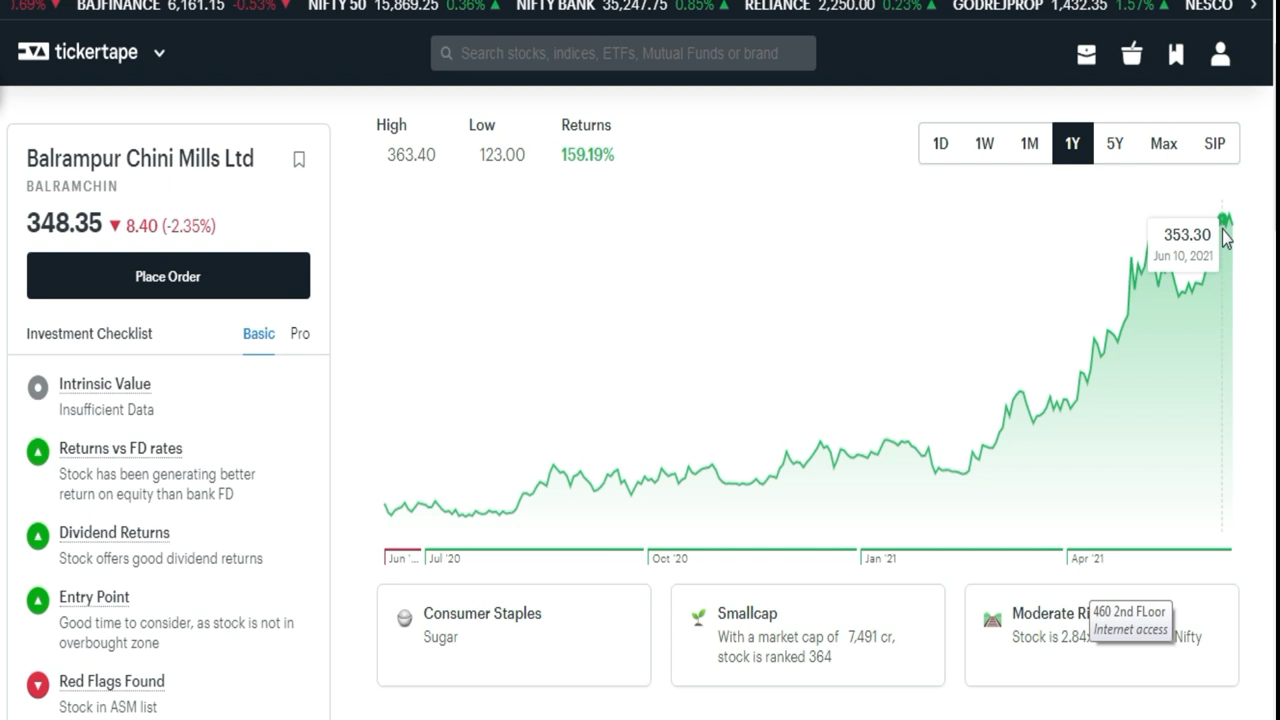 1.69% ▼ BAJFINANCE 6,161.15 -0.53% ▼ NIFTY 50 15,869.25 0.36% ▲ NIFTY BANK 35,247.75 0.85% ▲ RELIANCE 2,250.00 0.23% ▲ GODREJPROP 1,432.35 1.57% ▲ NESCO
tickertape
Search stocks, indices, ETFs, Mutual Funds or brand
Balrampur Chini Mills Ltd
BALRAMCHIN
348.35 ▼ 8.40 (-2.35%)
Place Order
Investment Checklist Basic Pro
Intrinsic Value
Insufficient Data
Returns vs FD rates
Stock has been generating better
return on equity than bank FD
Dividend Returns
Stock offers good dividend returns
Entry Point
Good time to consider, as stock is not in
overbought zone
Red Flags Found
Stock in ASM list
High Low Returns
363.40 123.00 159.19%
1D 1W 1M 1Y 5Y Max SIP
353.30
Jun 10, 2021
Jun '... Jul '20 Oct '20 Jan '21 Apr '21
Consumer Staples
Sugar
Smallcap
With a market cap of 7,491 cr,
stock is ranked 364
Moderate Ri
Stock is 2.84 Nifty
460 2nd FLoor
Internet access